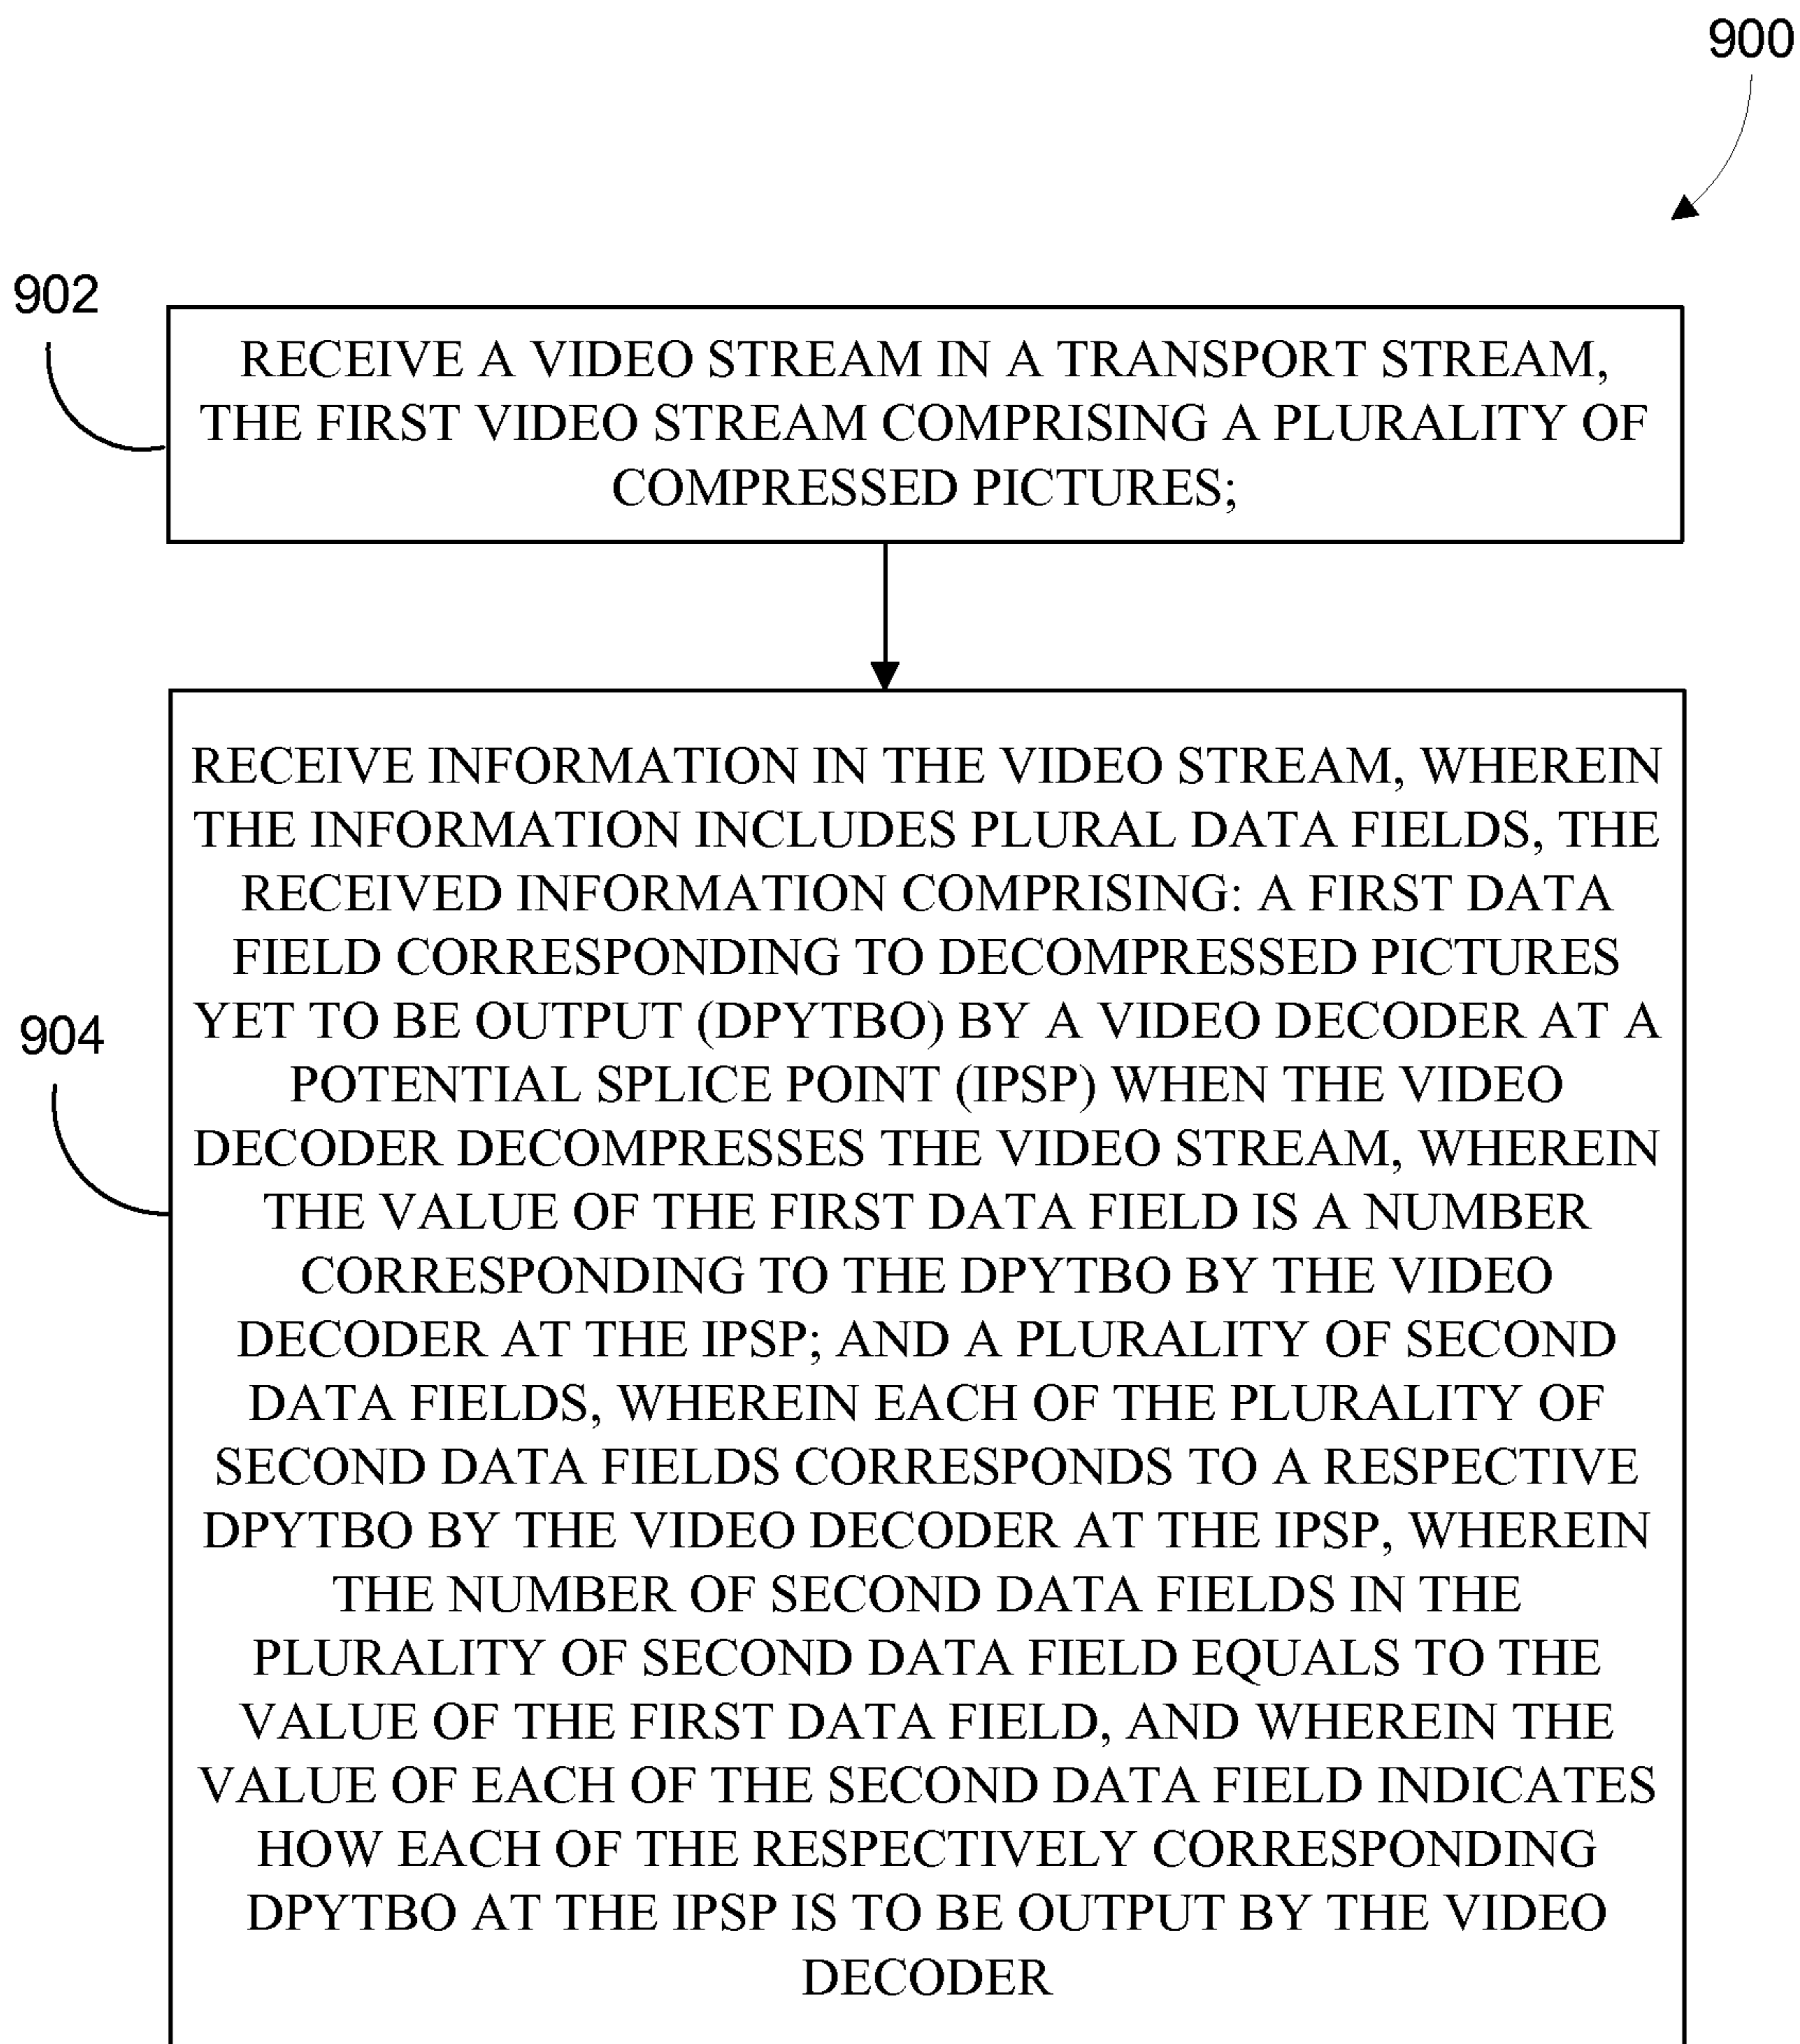 900
902
RECEIVE A VIDEO STREAM IN A TRANSPORT STREAM,
THE FIRST VIDEO STREAM COMPRISING A PLURALITY OF
COMPRESSED PICTURES;
904
RECEIVE INFORMATION IN THE VIDEO STREAM, WHEREIN
THE INFORMATION INCLUDES PLURAL DATA FIELDS, THE
RECEIVED INFORMATION COMPRISING: A FIRST DATA
FIELD CORRESPONDING TO DECOMPRESSED PICTURES
YET TO BE OUTPUT (DPYTBO) BY A VIDEO DECODER AT A
POTENTIAL SPLICE POINT (IPSP) WHEN THE VIDEO
DECODER DECOMPRESSES THE VIDEO STREAM, WHEREIN
THE VALUE OF THE FIRST DATA FIELD IS A NUMBER
CORRESPONDING TO THE DPYTBO BY THE VIDEO
DECODER AT THE IPSP; AND A PLURALITY OF SECOND
DATA FIELDS, WHEREIN EACH OF THE PLURALITY OF
SECOND DATA FIELDS CORRESPONDS TO A RESPECTIVE
DPYTBO BY THE VIDEO DECODER AT THE IPSP, WHEREIN
THE NUMBER OF SECOND DATA FIELDS IN THE
PLURALITY OF SECOND DATA FIELD EQUALS TO THE
VALUE OF THE FIRST DATA FIELD, AND WHEREIN THE
VALUE OF EACH OF THE SECOND DATA FIELD INDICATES
HOW EACH OF THE RESPECTIVELY CORRESPONDING
DPYTBO AT THE IPSP IS TO BE OUTPUT BY THE VIDEO
DECODER